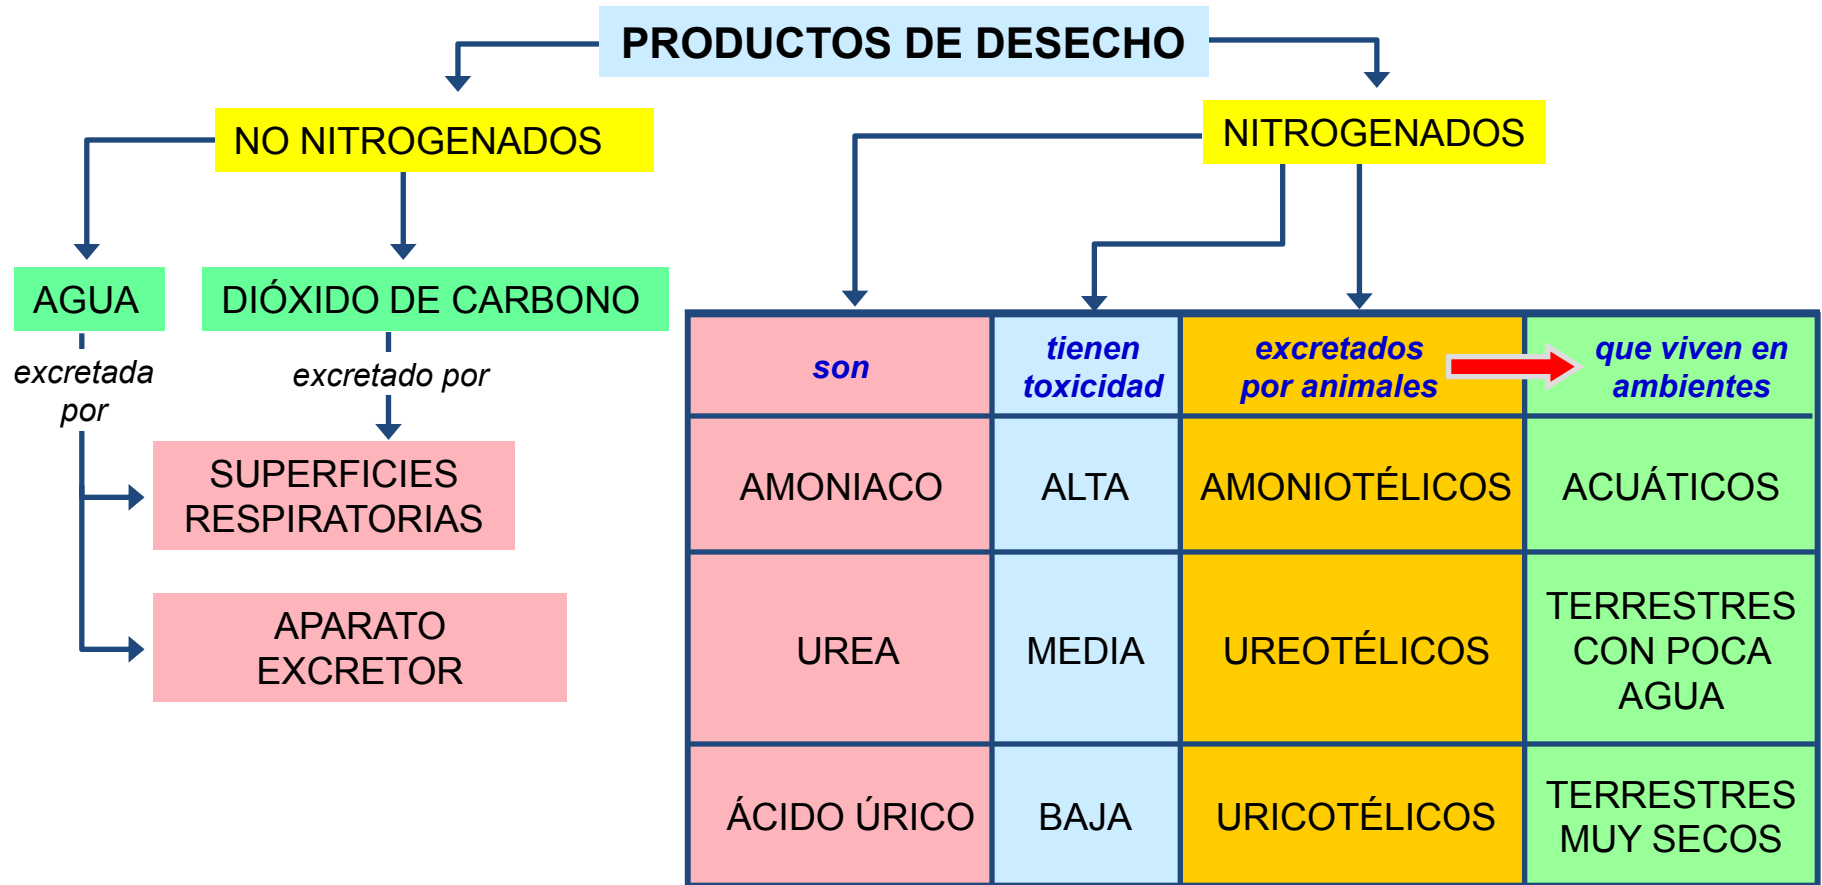 PRODUCTOS DE DESECHO
NO NITROGENADOS
NITROGENADOS
AGUA
DIÓXIDO DE CARBONO
excretada
por
excretado por
SUPERFICIES
RESPIRATORIAS
APARATO
EXCRETOR
son
tienen
toxicidad
excretados
por animales
que viven en
ambientes
AMONIACO
ALTA
AMONIOTÉLICOS
ACUÁTICOS
UREA
MEDIA
UREOTÉLICOS
TERRESTRES
CON POCA
AGUA
ÁCIDO ÚRICO
BAJA
URICOTÉLICOS
TERRESTRES
MUY SECOS